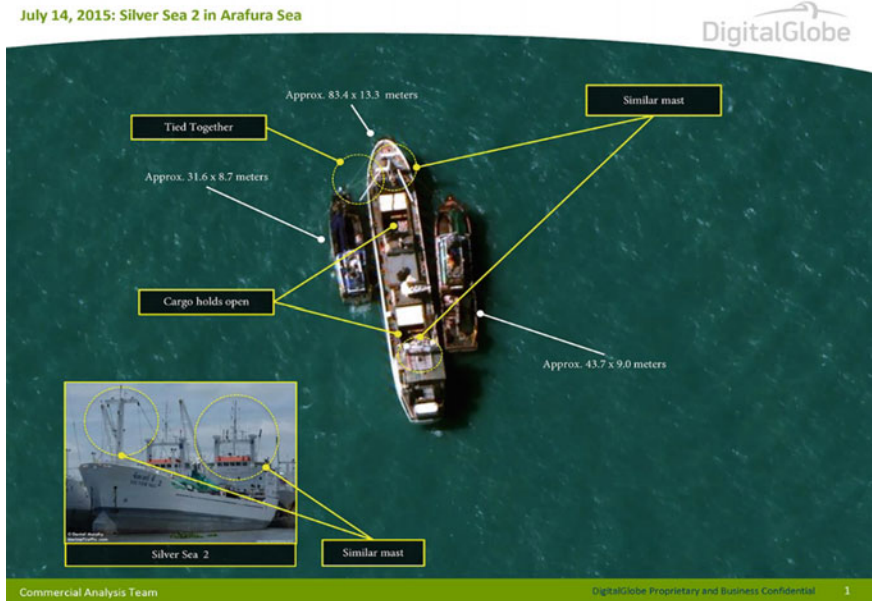 July 14, 2015: Silver Sea 2 in Arafura Sea
DigitalGlobe
Approx. 83.4 x 13.3 meters
Similar mast
Tied Together
Approx. 31.6 x 8.7 meters
Cargo holds open
Approx. 43.7 x 9.0 meters
Silver Sea 2
Similar mast
Commercial Analysis Team
DigitalGlobe Proprietary and Business Confidential
1